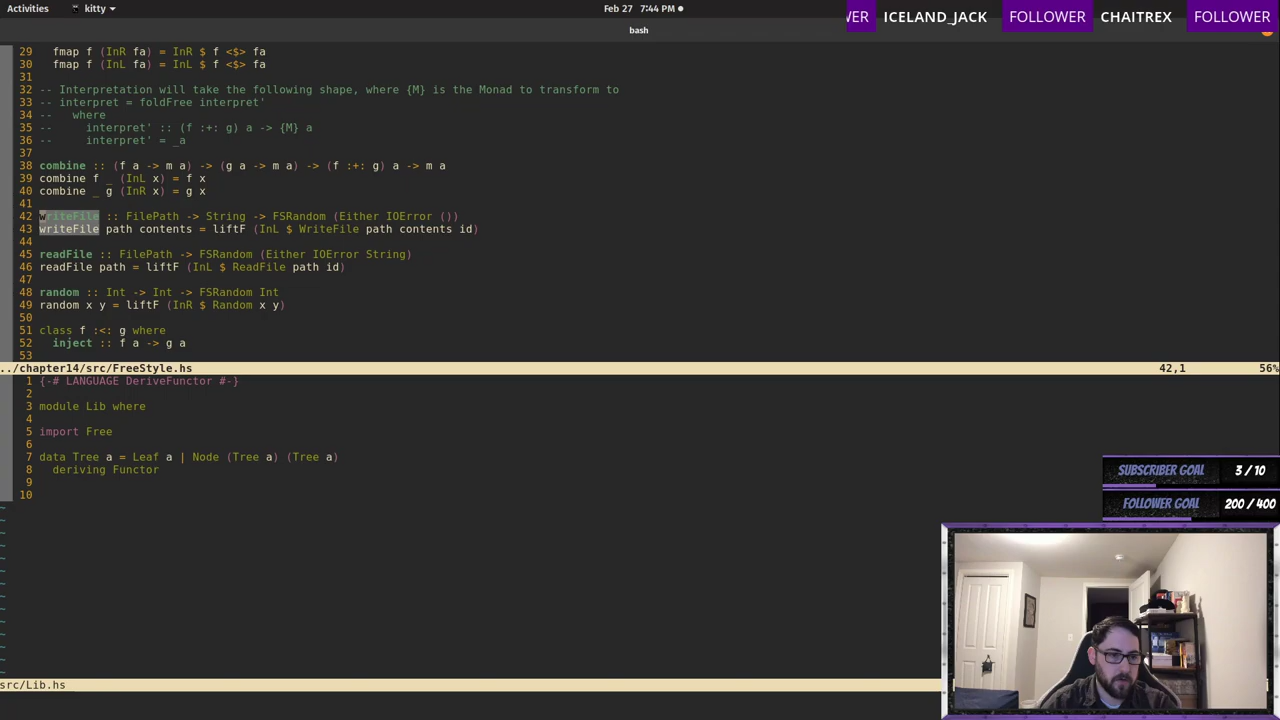 Activities
kitty
Feb 27 7:44 PM
WER ICELAND_JACK FOLLOWER CHAITREX FOLLOWER
bash
29 fmap f (InR fa) = InR $ f <$> fa
30 fmap f (InL fa) = InL $ f <$> fa
31
32 -- Interpretation will take the following shape, where {M} is the Monad to transform to
33 -- interpret = foldFree interpret'
34 -- where
35 -- interpret' :: (f :+: g) a -> {M} a
36 -- interpret' = _a
37
38 combine :: (f a -> m a) -> (g a -> m a) -> (f :+: g) a -> m a
39 combine f _ (InL x) = f x
40 combine _ g (InR x) = g x
41
42 writeFile :: FilePath -> String -> FSRandom (Either IOError ())
43 writeFile path contents = liftF (InL $ WriteFile path contents id)
44
45 readFile :: FilePath -> FSRandom (Either IOError String)
46 readFile path = liftF (InL $ ReadFile path id)
47
48 random :: Int -> Int -> FSRandom Int
49 random x y = liftF (InR $ Random x y)
50
51 class f :<: g where
52 inject :: f a -> g a
53
../chapter14/src/FreeStyle.hs 42,1 56%
1 {-# LANGUAGE DeriveFunctor #-}
2
3 module Lib where
4
5 import Free
6
7 data Tree a = Leaf a | Node (Tree a) (Tree a)
8 deriving Functor
9
10
~
~
~
~
~
~
~
~
~
~
~
~
~
~
src/Lib.hs
SUBSCRIBER GOAL 3 / 10
FOLLOWER GOAL 200 / 400